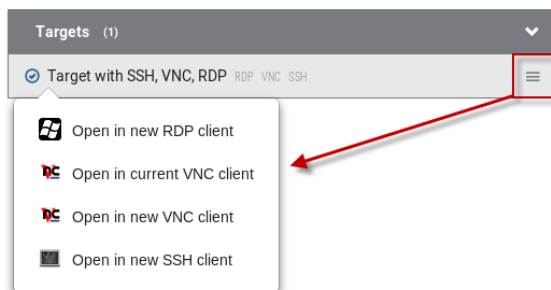 Targets (1)
Target with SSH, VNC, RDP RDP VNC SSH
Open in new RDP client
Open in current VNC client
Open in new VNC client
Open in new SSH client